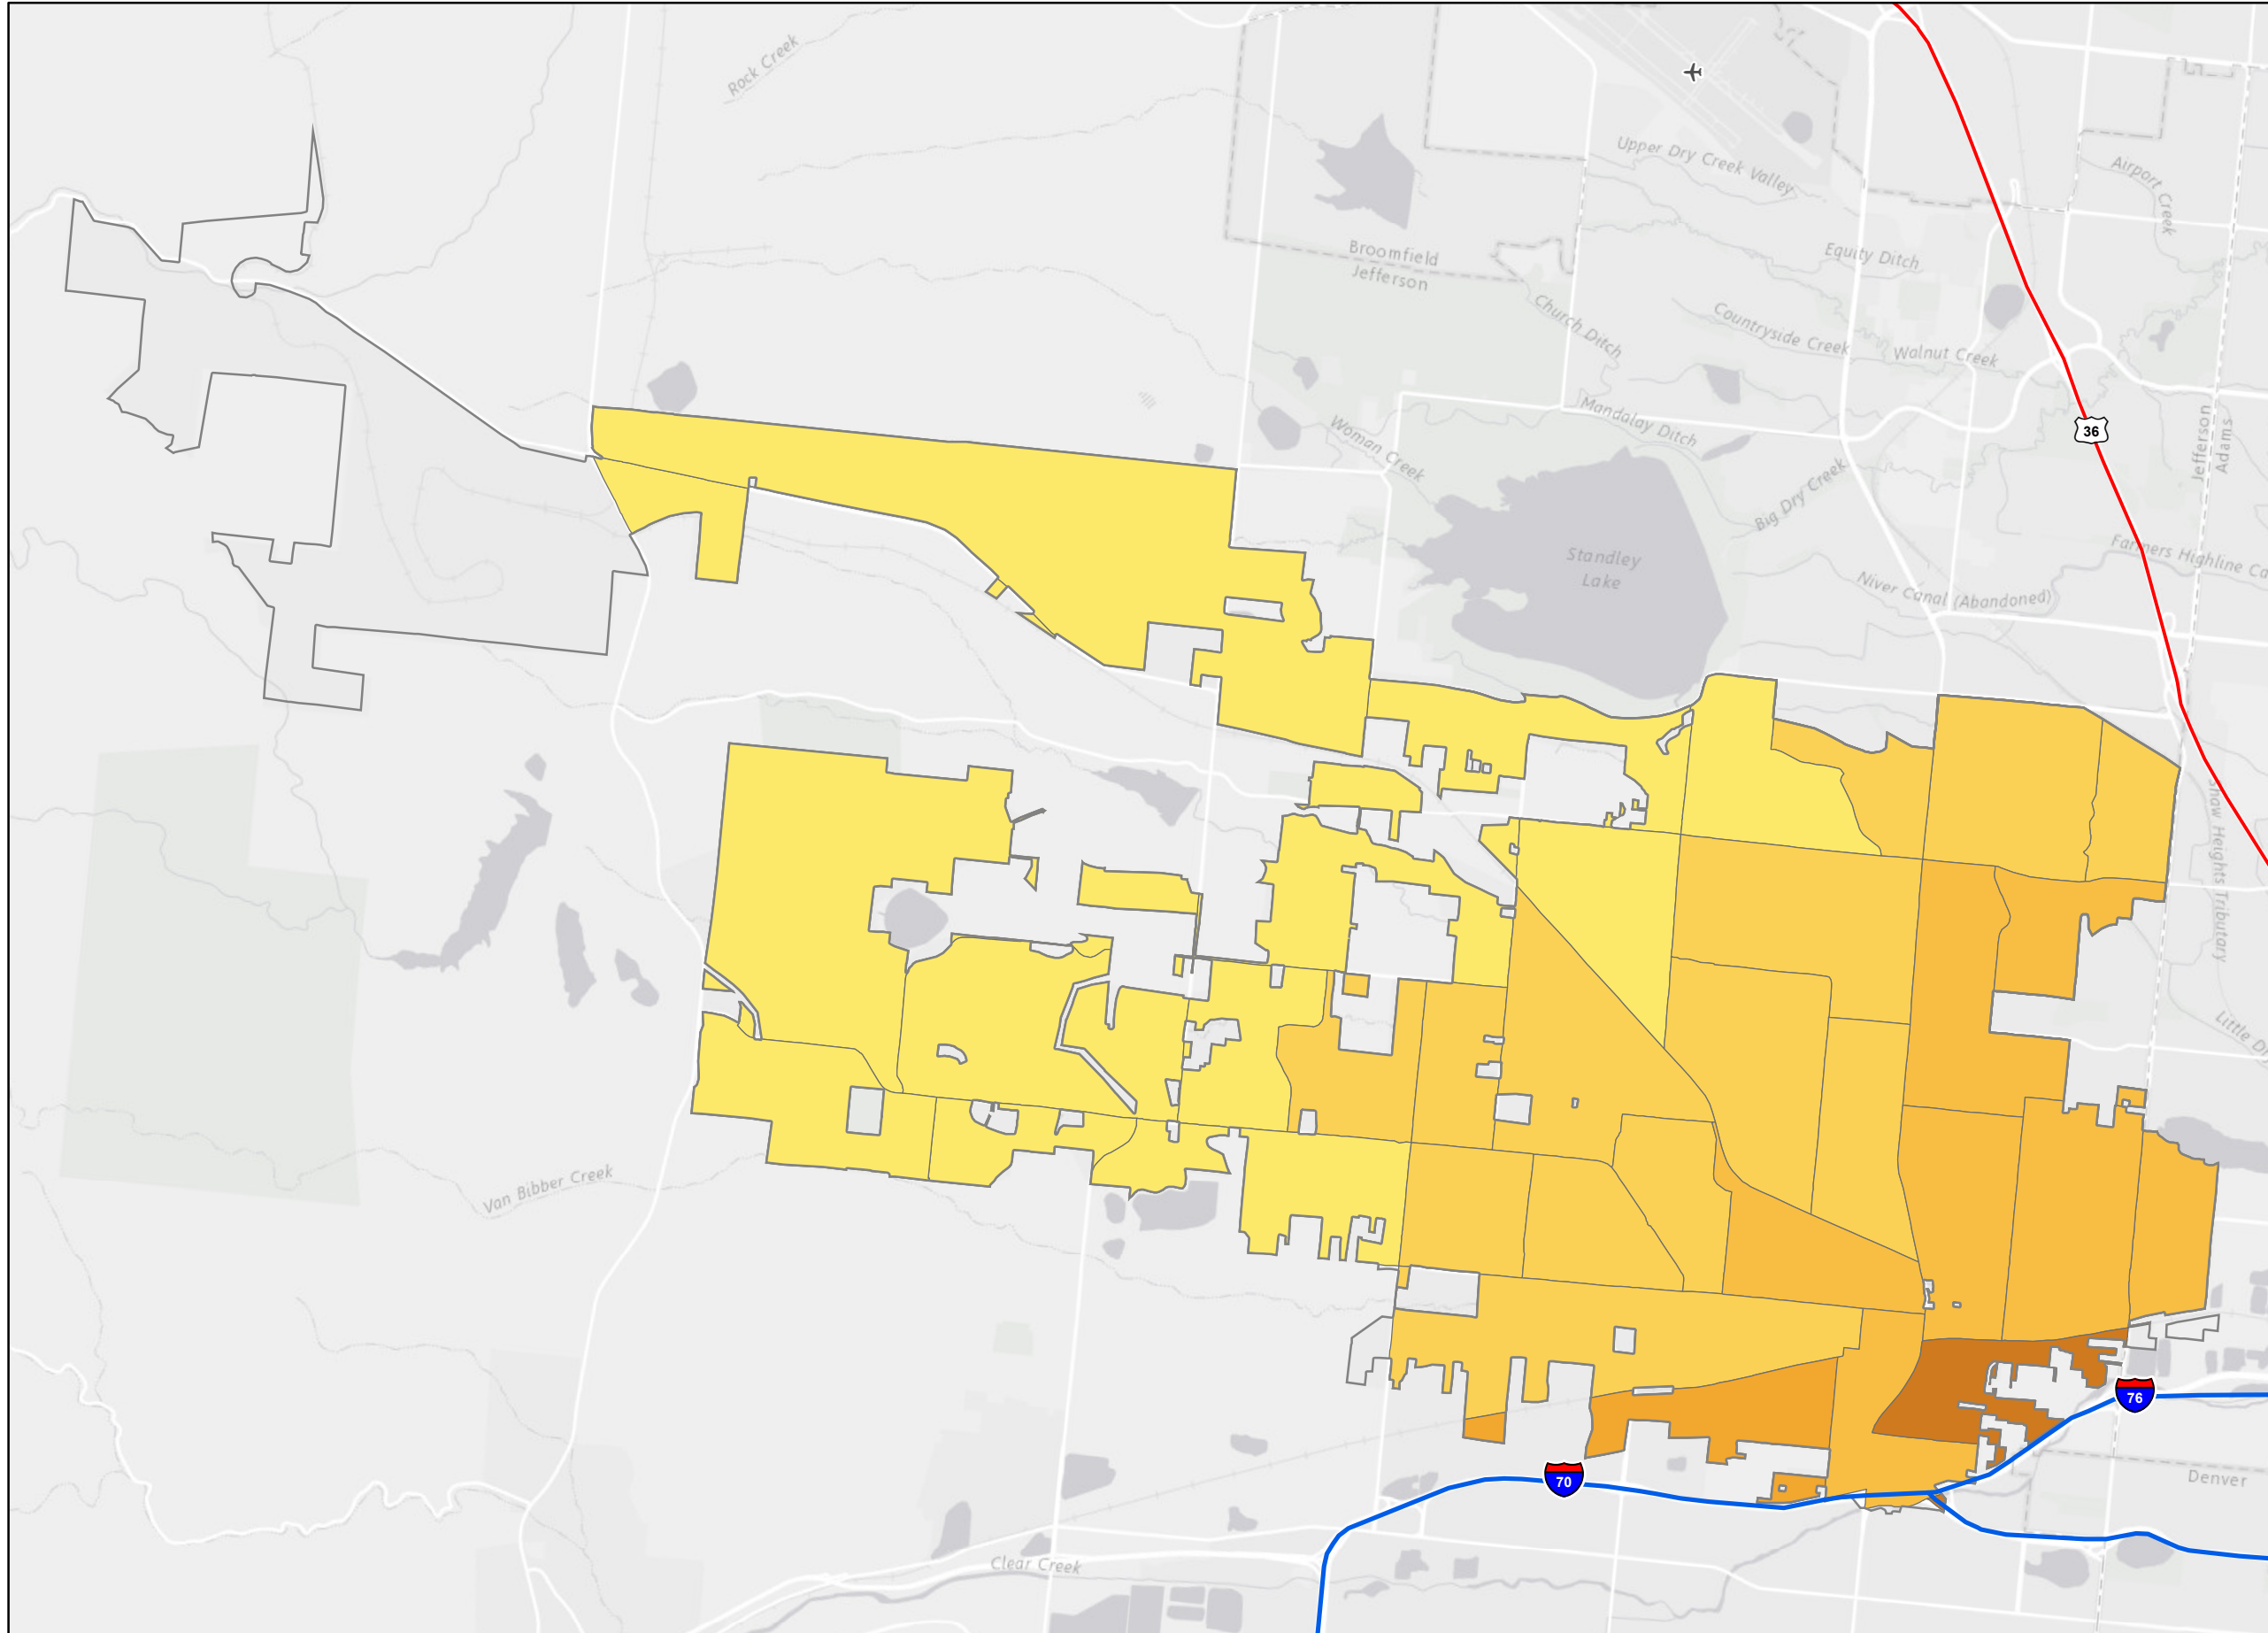 Rock Creek
Upper Dry Creek Valley
Airport Creek
Broomfield
Jefferson
Equity Ditch
Church Ditch
Countryside Creek
Walnut Creek
Mandalay Ditch
Woman Creek
36
Jefferson
Adams
Big Dry Creek
Standley
Lake
Farmers Highline Ca
Niver Canal (Abandoned)
Shaw Heights Tributary
Little Dr
Van Bibber Creek
76
70
Denver
Clear Creek